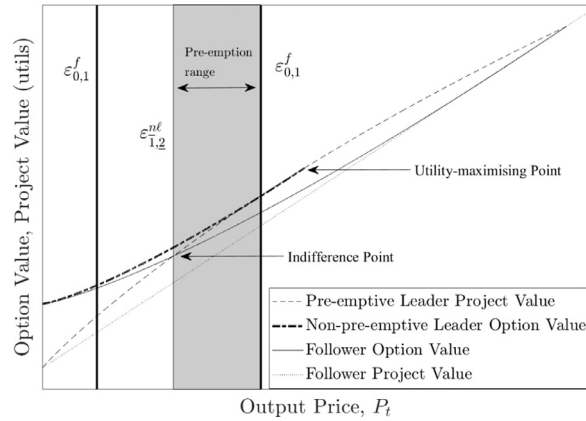 Option Value, Project Value (utils)
ε^f_{0,1}
Pre-emption
range
ε^f_{0,1}
ε^{nℓ}_{1,2}
Utility-maximising Point
Indifference Point
Pre-emptive Leader Project Value
Non-pre-emptive Leader Option Value
Follower Option Value
Follower Project Value
Output Price, P_t